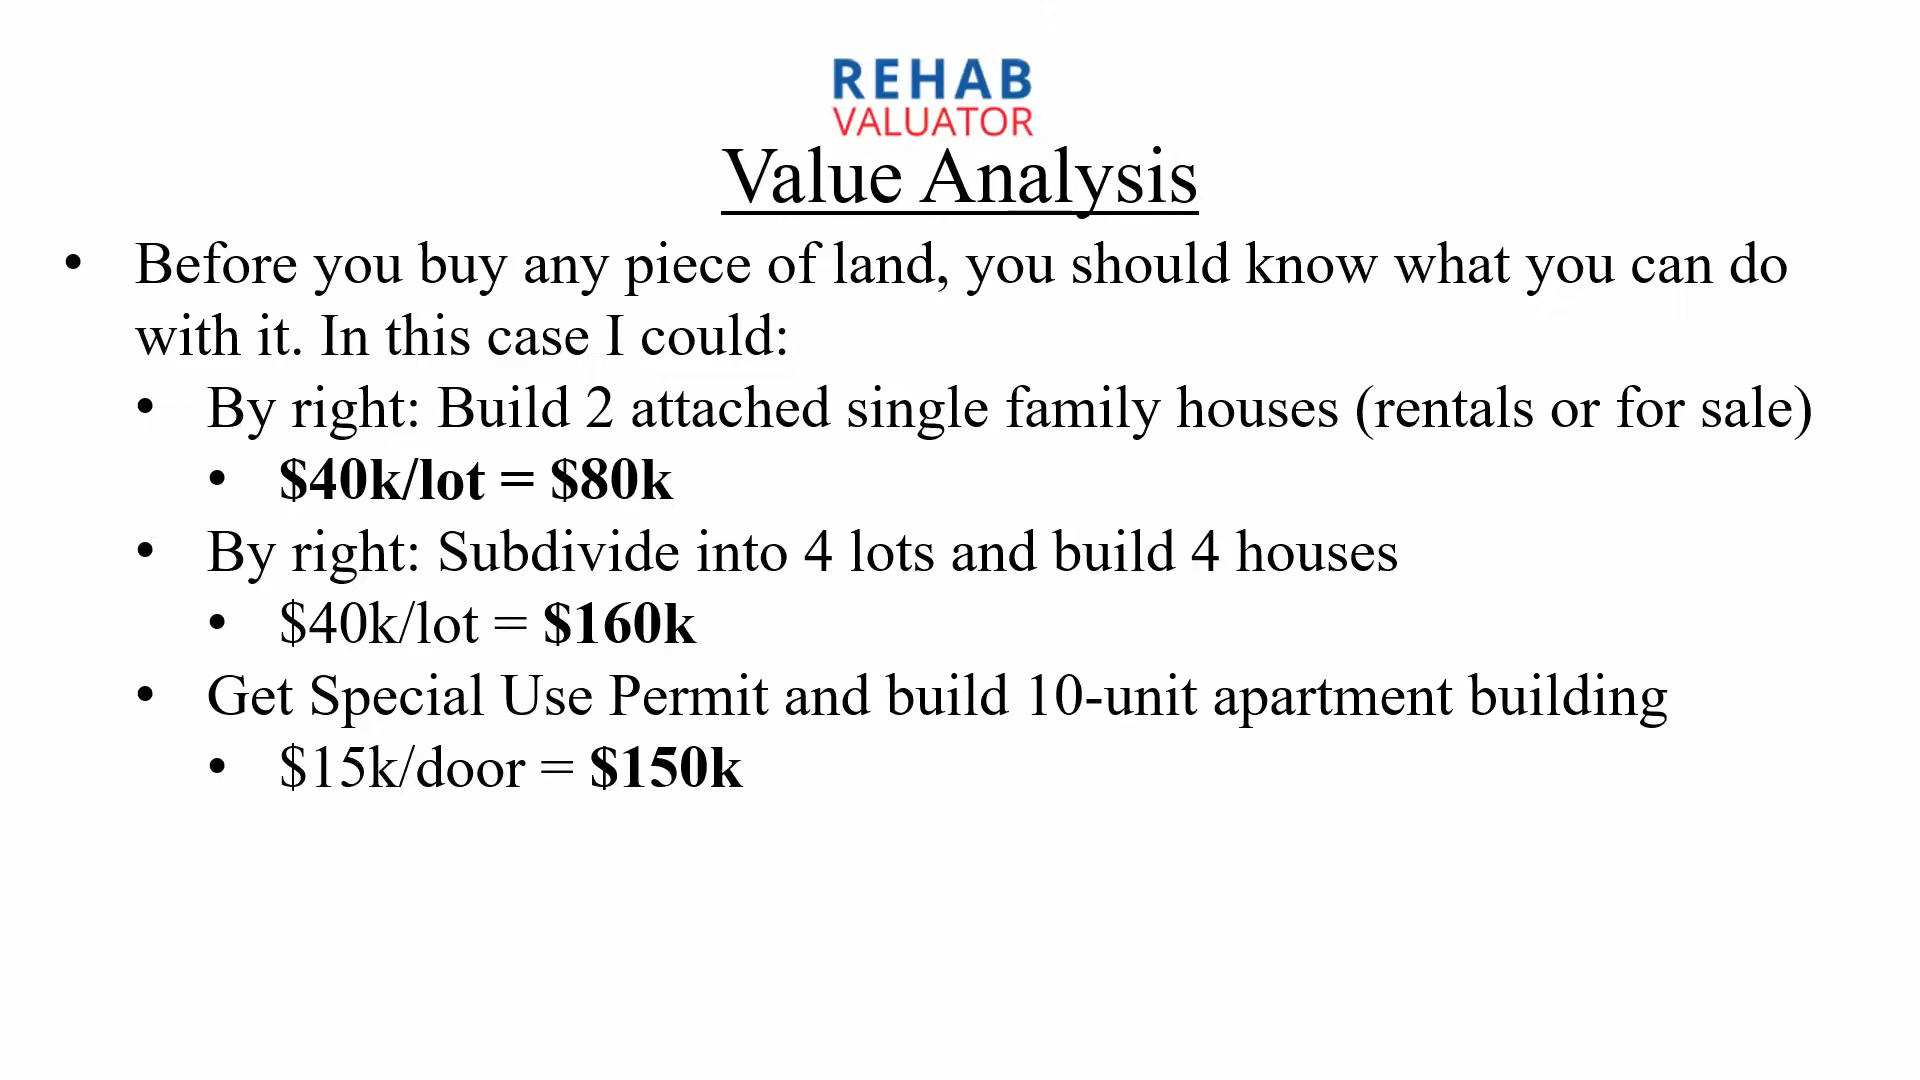 REHAB
VALUATOR
Value Analysis
• Before you buy any piece of land, you should know what you can do
with it. In this case I could:
• By right: Build 2 attached single family houses (rentals or for sale)
• $40k/lot = $80k
• By right: Subdivide into 4 lots and build 4 houses
• $40k/lot = $160k
• Get Special Use Permit and build 10-unit apartment building
• $15k/door = $150k